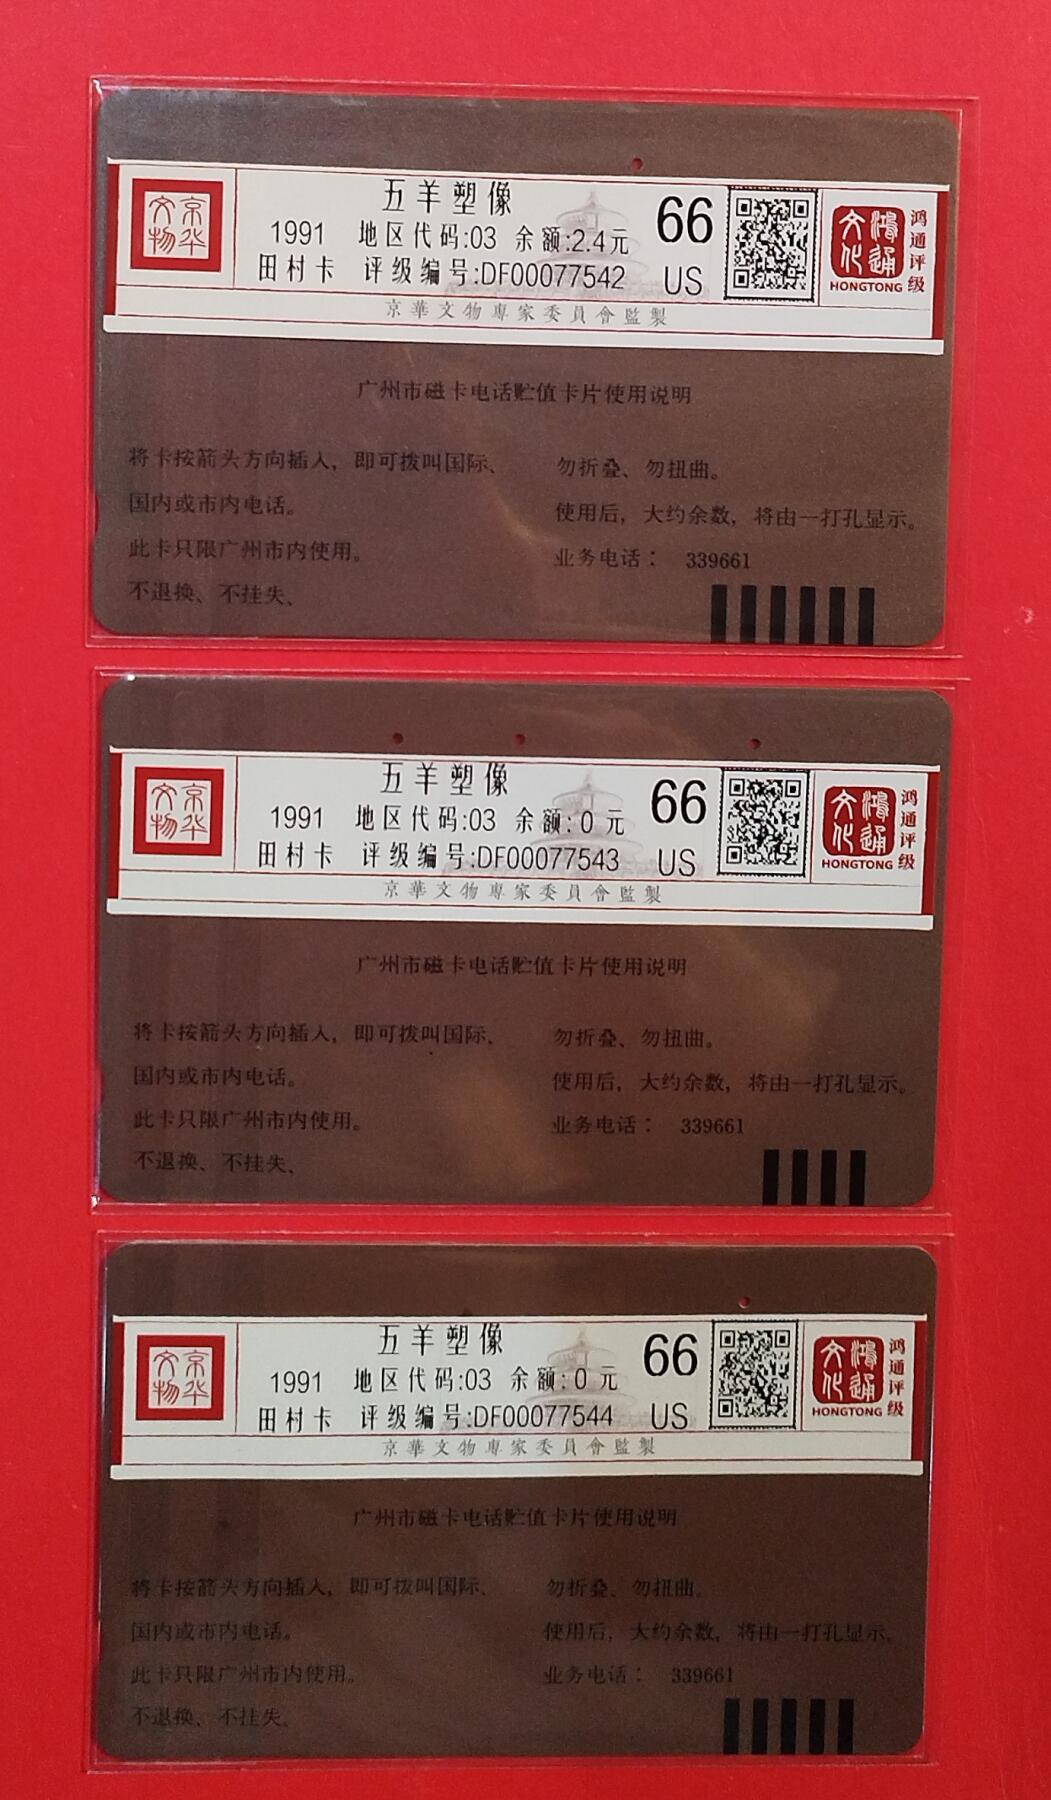 京华文物
五羊塑像
1991 地区代码:03 余额:2.4元
田村卡 评级编号:DF00077542
66
US
鸿通文化
HONGTONG
鸿通评级
京華文物專家委員會監製
广州市磁卡电话贮值卡片使用说明
将卡按箭头方向插入，即可拨叫国际、
国内或市内电话。
此卡只限广州市内使用。
不退换、不挂失、
勿折叠、勿扭曲。
使用后，大约余数，将由一打孔显示。
业务电话： 339661
京华文物
五羊塑像
1991 地区代码:03 余额:0 元
田村卡 评级编号:DF00077543
66
US
鸿通文化
HONGTONG
鸿通评级
京華文物專家委員會監製
广州市磁卡电话贮值卡片使用说明
将卡按箭头方向插入，即可拨叫国际、
国内或市内电话。
此卡只限广州市内使用。
不退换、不挂失、
勿折叠、勿扭曲。
使用后，大约余数，将由一打孔显示。
业务电话： 339661
京华文物
五羊塑像
1991 地区代码:03 余额:0 元
田村卡 评级编号:DF00077544
66
US
鸿通文化
HONGTONG
鸿通评级
京華文物專家委員會監製
广州市磁卡电话贮值卡片使用说明
将卡按箭头方向插入，即可拨叫国际、
国内或市内电话。
此卡只限广州市内使用。
不退换、不挂失、
勿折叠、勿扭曲。
使用后，大约余数，将由一打孔显示。
业务电话： 339661